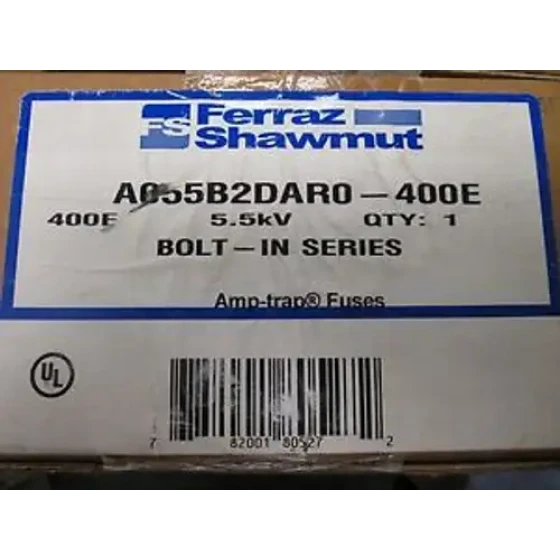 FS Ferraz
Shawmut
A055B2DAR0-400E
400E 5.5kV QTY: 1
BOLT-IN SERIES
Amp-trap® Fuses
UL
7 82001 80527 2